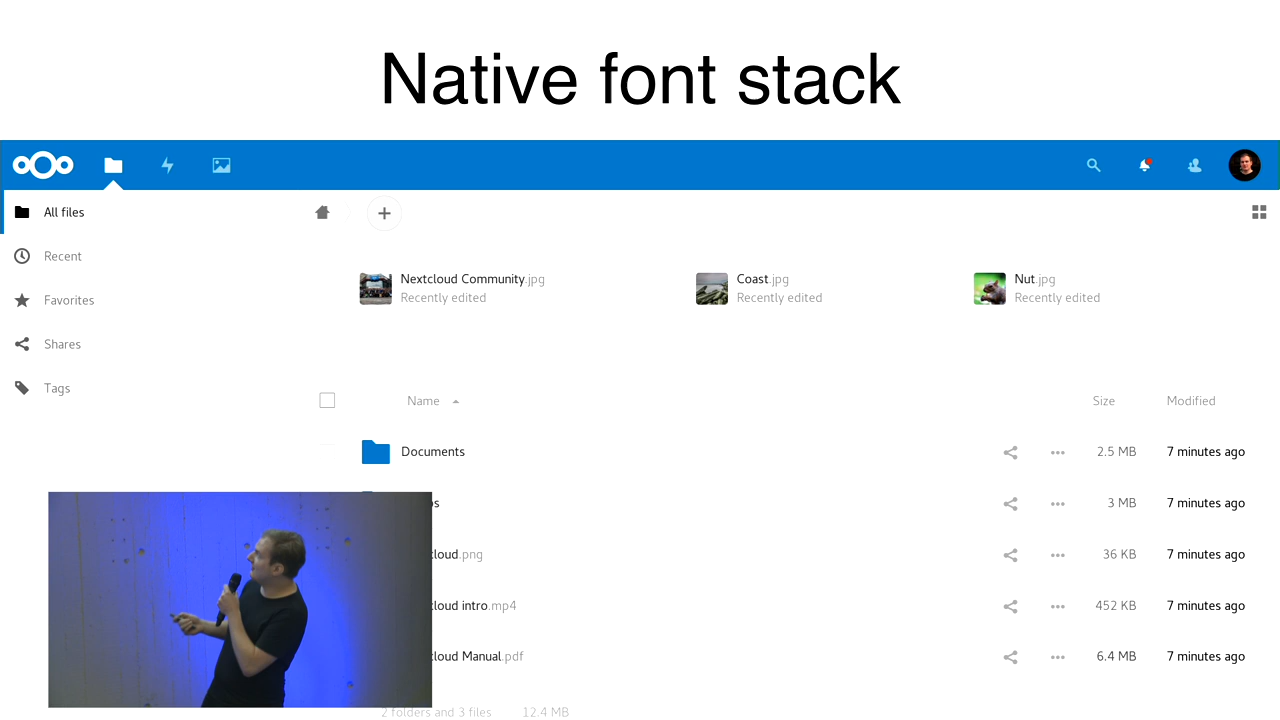 Native font stack
All files
Recent
Favorites
Shares
Tags
Nextcloud Community.jpg
Recently edited
Coast.jpg
Recently edited
Nut.jpg
Recently edited
Name Size Modified
Documents 2.5 MB 7 minutes ago
3 MB 7 minutes ago
cloud.png 36 KB 7 minutes ago
cloud intro.mp4 452 KB 7 minutes ago
cloud Manual.pdf 6.4 MB 7 minutes ago
2 folders and 3 files 12.4 MB